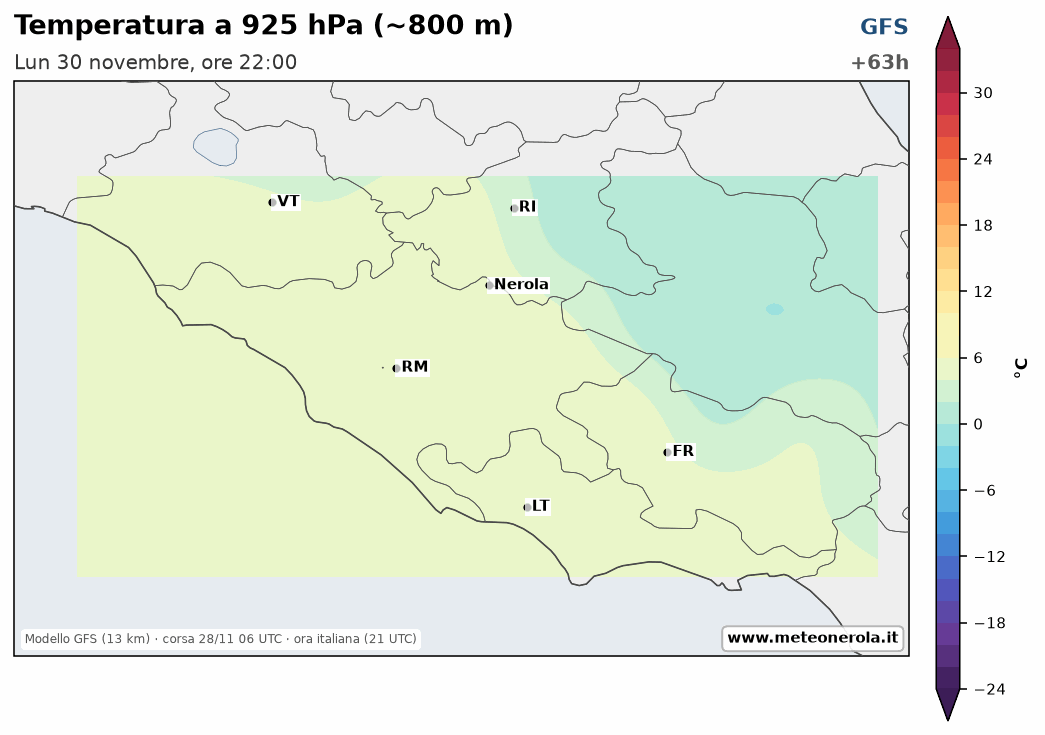 Temperatura a 925 hPa (~800 m)
GFS
Lun 30 novembre, ore 22:00
+63h
VT
RI
Nerola
RM
FR
LT
30
24
18
12
6
0
−6
−12
−18
−24
°C
Modello GFS (13 km) · corsa 28/11 06 UTC · ora italiana (21 UTC)
www.meteonerola.it